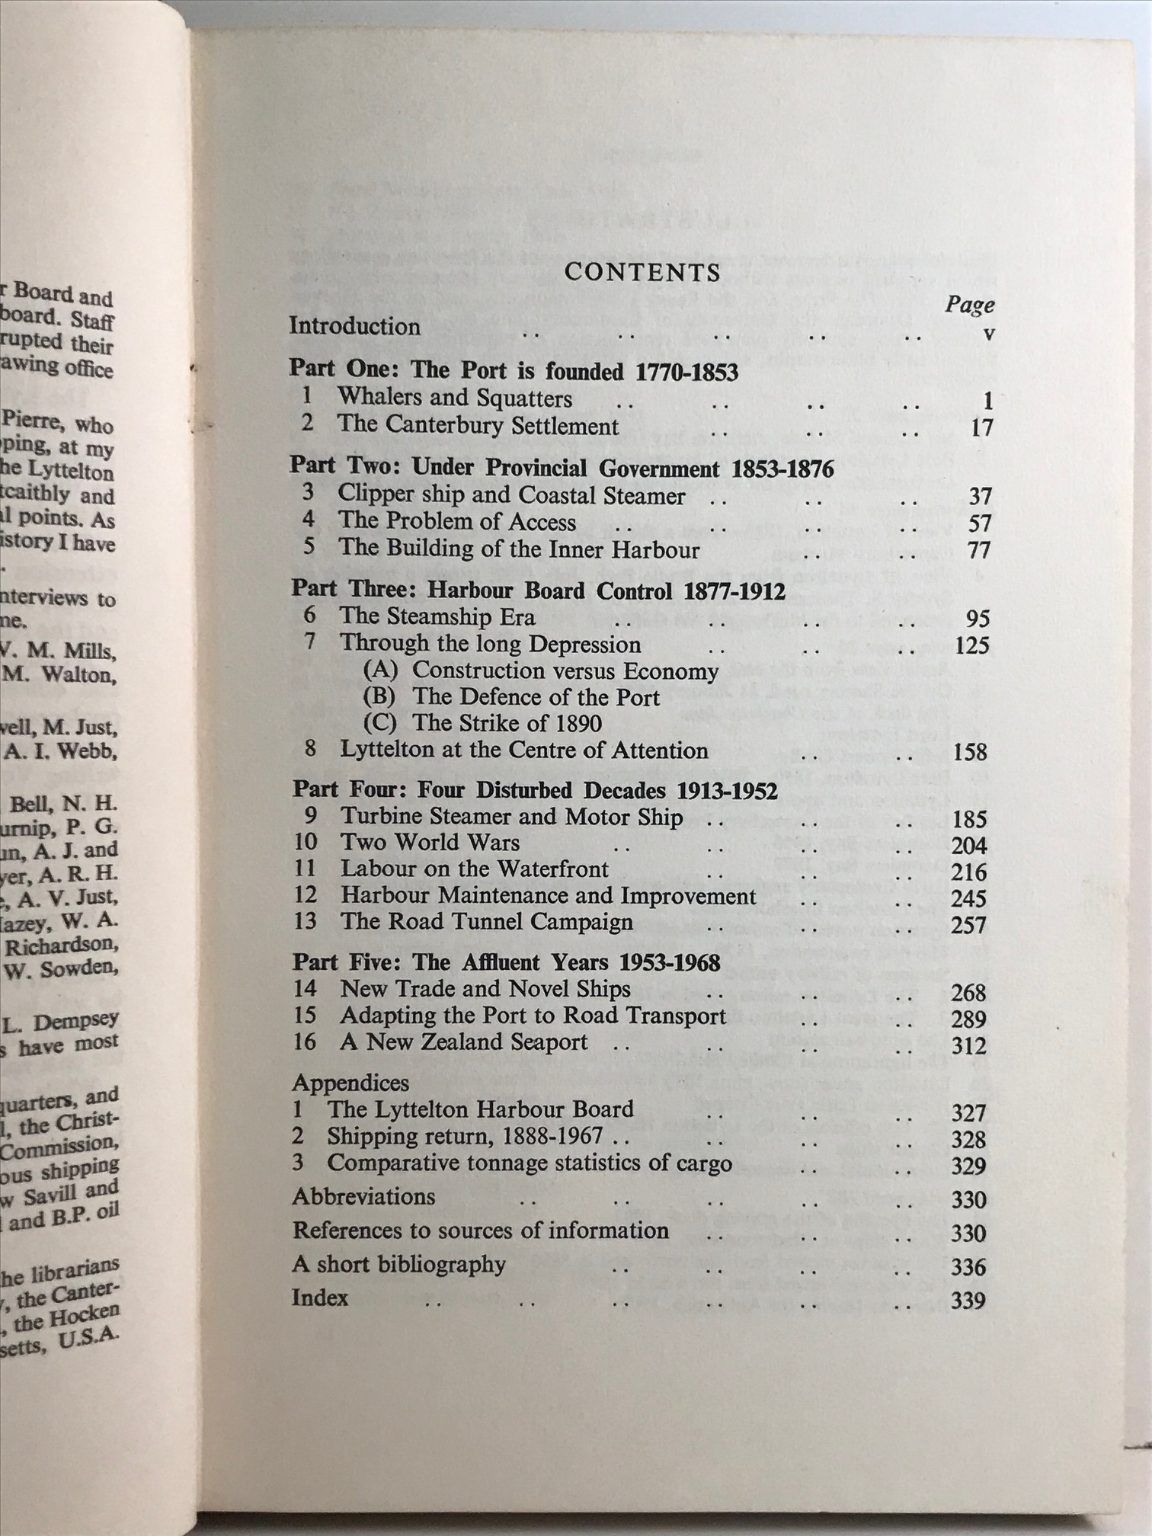 r Board and
board. Staff
rupted their
awing office
Pierre, who
pping, at my
he Lyttelton
tcaithly and
al points. As
istory I have
.
nterviews to
ne.
V. M. Mills,
M. Walton,
well, M. Just,
A. I. Webb,
Bell, N. H.
urnip, P. G.
un, A. J. and
yer, A. R. H.
e, A. V. Just,
Hazey, W. A.
Richardson,
W. Sowden,
L. Dempsey
s have most
quarters, and
l, the Christ-
Commission,
ous shipping
w Savill and
l and B.P. oil
he librarians
y, the Canter-
, the Hocken
setts, U.S.A.
CONTENTS
Page
Introduction .. .. .. .. .. v
Part One: The Port is founded 1770-1853
1 Whalers and Squatters .. .. .. .. 1
2 The Canterbury Settlement .. .. .. 17
Part Two: Under Provincial Government 1853-1876
3 Clipper ship and Coastal Steamer .. .. .. 37
4 The Problem of Access .. .. .. .. 57
5 The Building of the Inner Harbour .. .. 77
Part Three: Harbour Board Control 1877-1912
6 The Steamship Era .. .. .. .. 95
7 Through the long Depression .. .. .. 125
(A) Construction versus Economy
(B) The Defence of the Port
(C) The Strike of 1890
8 Lyttelton at the Centre of Attention .. .. 158
Part Four: Four Disturbed Decades 1913-1952
9 Turbine Steamer and Motor Ship .. .. .. 185
10 Two World Wars .. .. .. .. 204
11 Labour on the Waterfront .. .. .. 216
12 Harbour Maintenance and Improvement .. .. 245
13 The Road Tunnel Campaign .. .. .. 257
Part Five: The Affluent Years 1953-1968
14 New Trade and Novel Ships .. .. .. 268
15 Adapting the Port to Road Transport .. .. 289
16 A New Zealand Seaport .. .. .. .. 312
Appendices
1 The Lyttelton Harbour Board .. .. .. 327
2 Shipping return, 1888-1967 .. .. .. .. 328
3 Comparative tonnage statistics of cargo .. .. 329
Abbreviations .. .. .. .. .. 330
References to sources of information .. .. .. 330
A short bibliography .. .. .. .. 336
Index .. .. .. .. .. .. 339